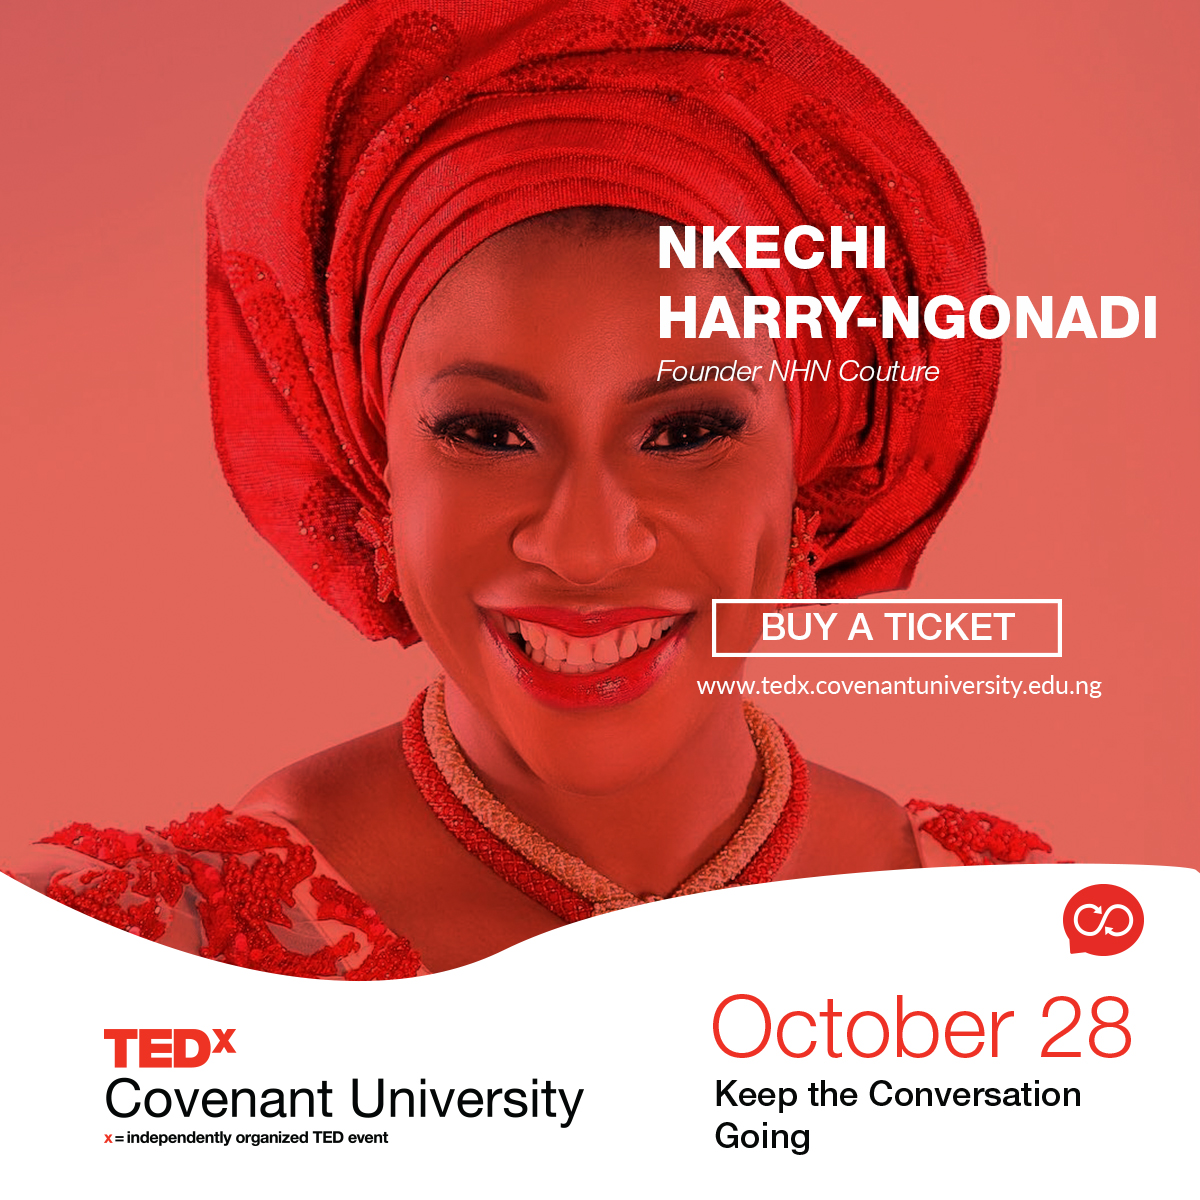 NKECHI
HARRY-NGONADI
Founder NHN Couture
BUY A TICKET
www.tedx.covenantuniversity.edu.ng
TEDx
Covenant University
x = independently organized TED event
October 28
Keep the Conversation
Going